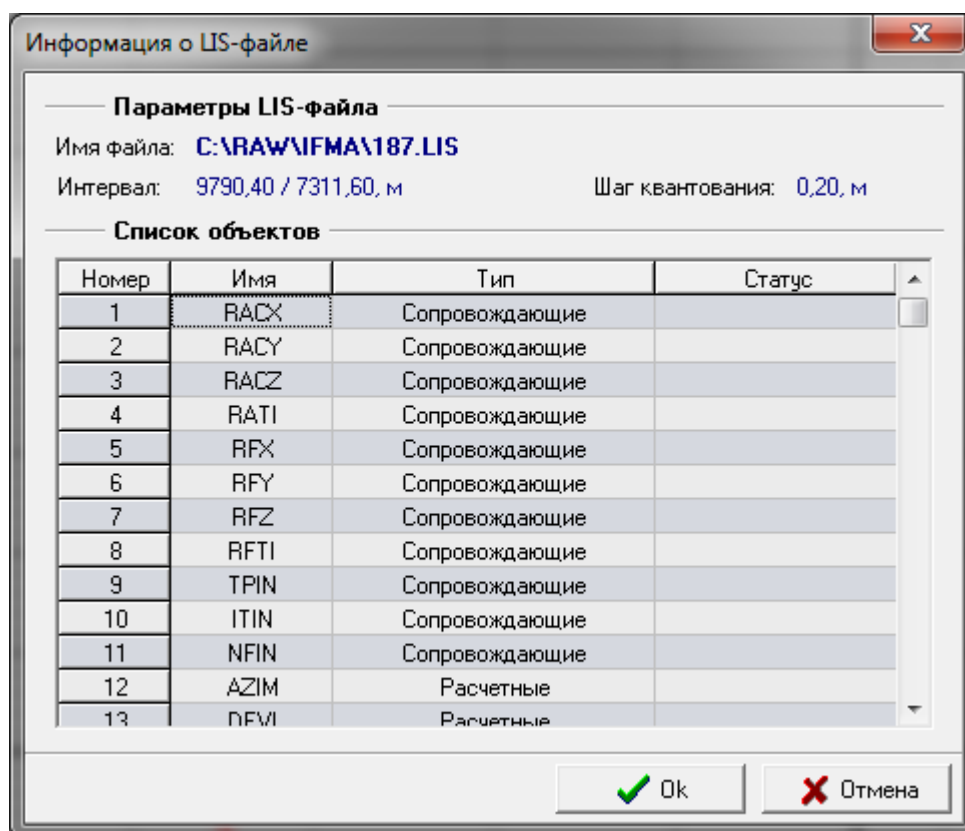 Информация о LIS-файле
Параметры LIS-файла
Имя файла: C:\RAW\IFMA\187.LIS
Интервал: 9790,40 / 7311,60, м Шаг квантования: 0,20, м
Список объектов
Номер Имя Тип Статус
1 RACX Сопровождающие
2 RACY Сопровождающие
3 RACZ Сопровождающие
4 RATI Сопровождающие
5 RFX Сопровождающие
6 RFY Сопровождающие
7 RFZ Сопровождающие
8 RFTI Сопровождающие
9 TPIN Сопровождающие
10 ITIN Сопровождающие
11 NFIN Сопровождающие
12 AZIM Расчетные
13 DEVI Расчетные
Ok Отмена